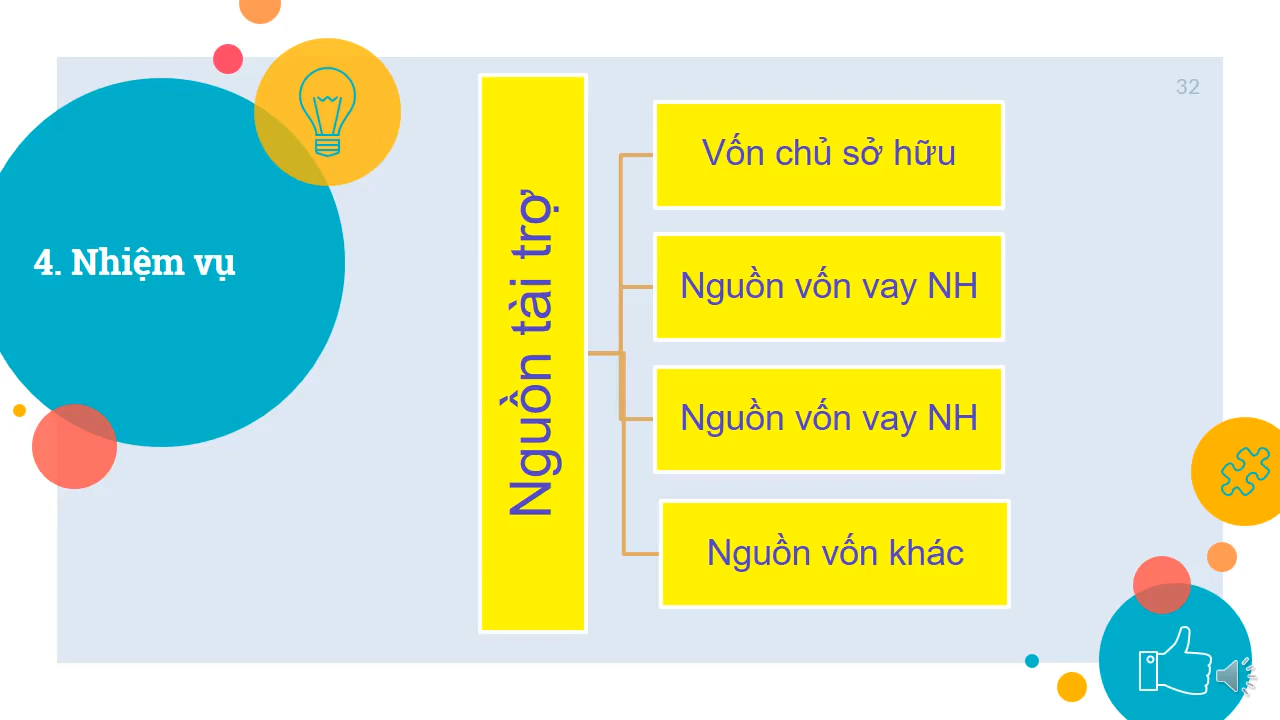 32
4. Nhiệm vụ
Nguồn tài trợ
Vốn chủ sở hữu
Nguồn vốn vay NH
Nguồn vốn vay NH
Nguồn vốn khác